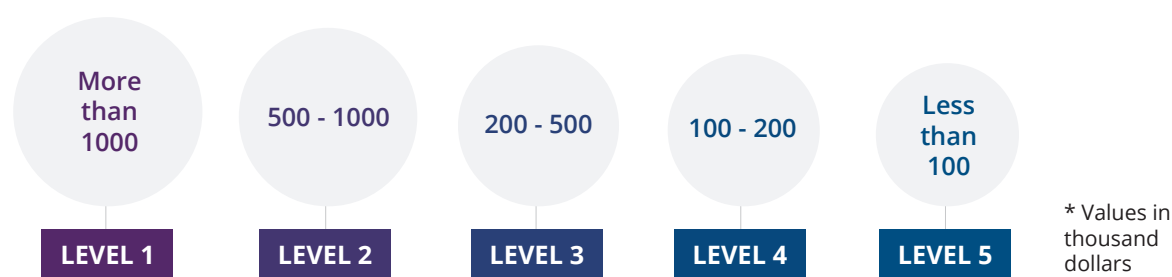 More
than
1000
500 - 1000
200 - 500
100 - 200
Less
than
100
LEVEL 1
LEVEL 2
LEVEL 3
LEVEL 4
LEVEL 5
* Values in
thousand
dollars